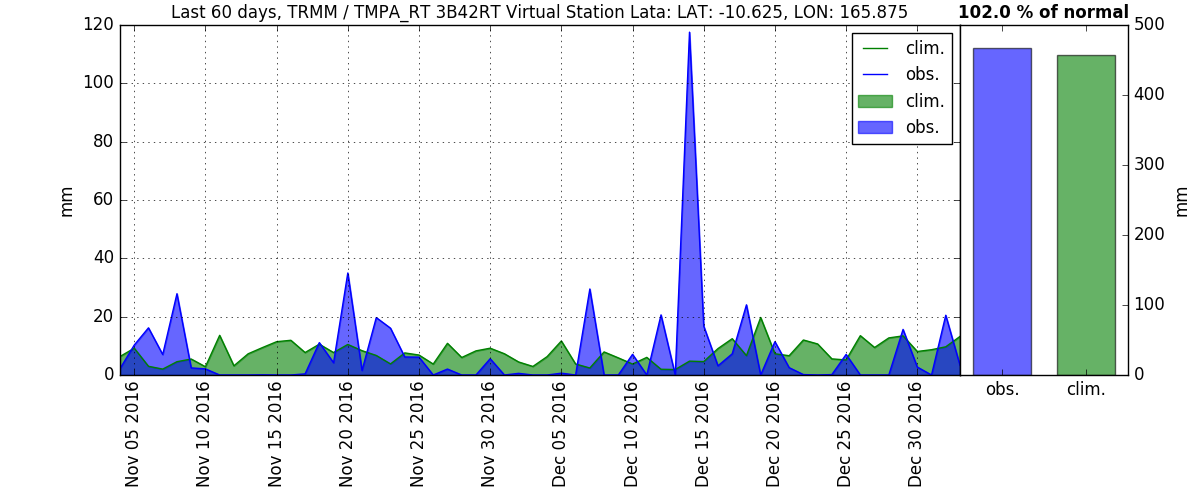 Last 60 days, TRMM / TMPA_RT 3B42RT Virtual Station Lata: LAT: -10.625, LON: 165.875
102.0 % of normal
120
100
80
60
40
20
0
mm
clim.
obs.
clim.
obs.
500
400
300
200
100
0
mm
Nov 05 2016
Nov 10 2016
Nov 15 2016
Nov 20 2016
Nov 25 2016
Nov 30 2016
Dec 05 2016
Dec 10 2016
Dec 15 2016
Dec 20 2016
Dec 25 2016
Dec 30 2016
obs.
clim.